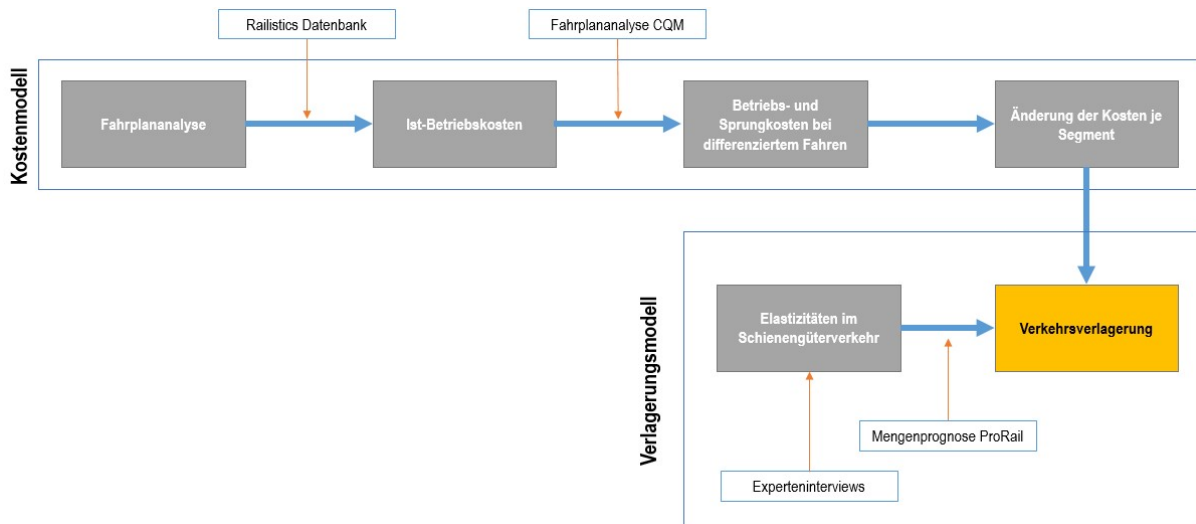 Railistics Datenbank
Fahrplananalyse CQM
Kostenmodell
Fahrplananalyse
Ist-Betriebskosten
Betriebs- und
Sprungkosten bei
differenziertem Fahren
Änderung der Kosten je
Segment
Verlagerungsmodell
Elastizitäten im
Schienengüterverkehr
Verkehrsverlagerung
Mengenprognose ProRail
Experteninterviews